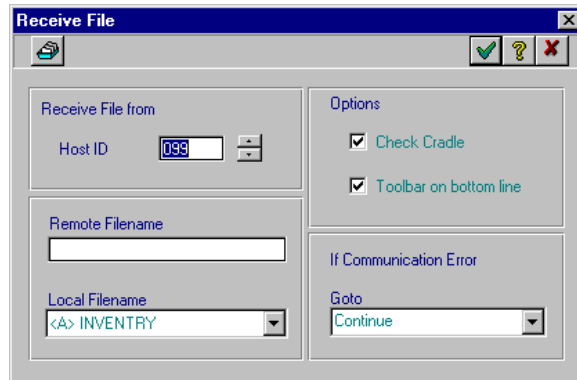 Receive File
Receive File from
Host ID 099
Remote Filename
Local Filename
<A> INVENTRY
Options
Check Cradle
Toolbar on bottom line
If Communication Error
Goto
Continue